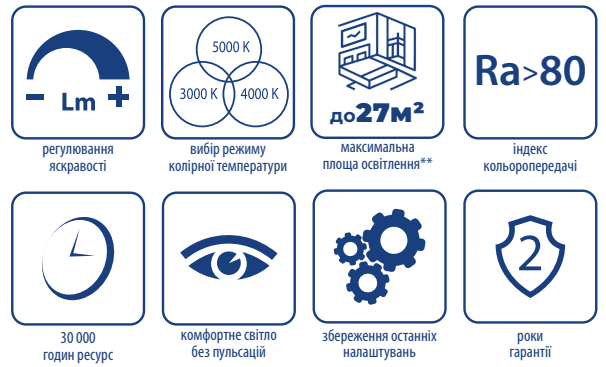 - Lm +
регулювання
яскравості
5000 K
3000 K 4000 K
вибір режиму
колірної температури
до27м²
максимальна
площа освітлення**
Ra>80
індекс
кольоропередачі
30 000
годин ресурс
комфортне світло
без пульсацій
збереження останніх
налаштувань
2
роки
гарантії